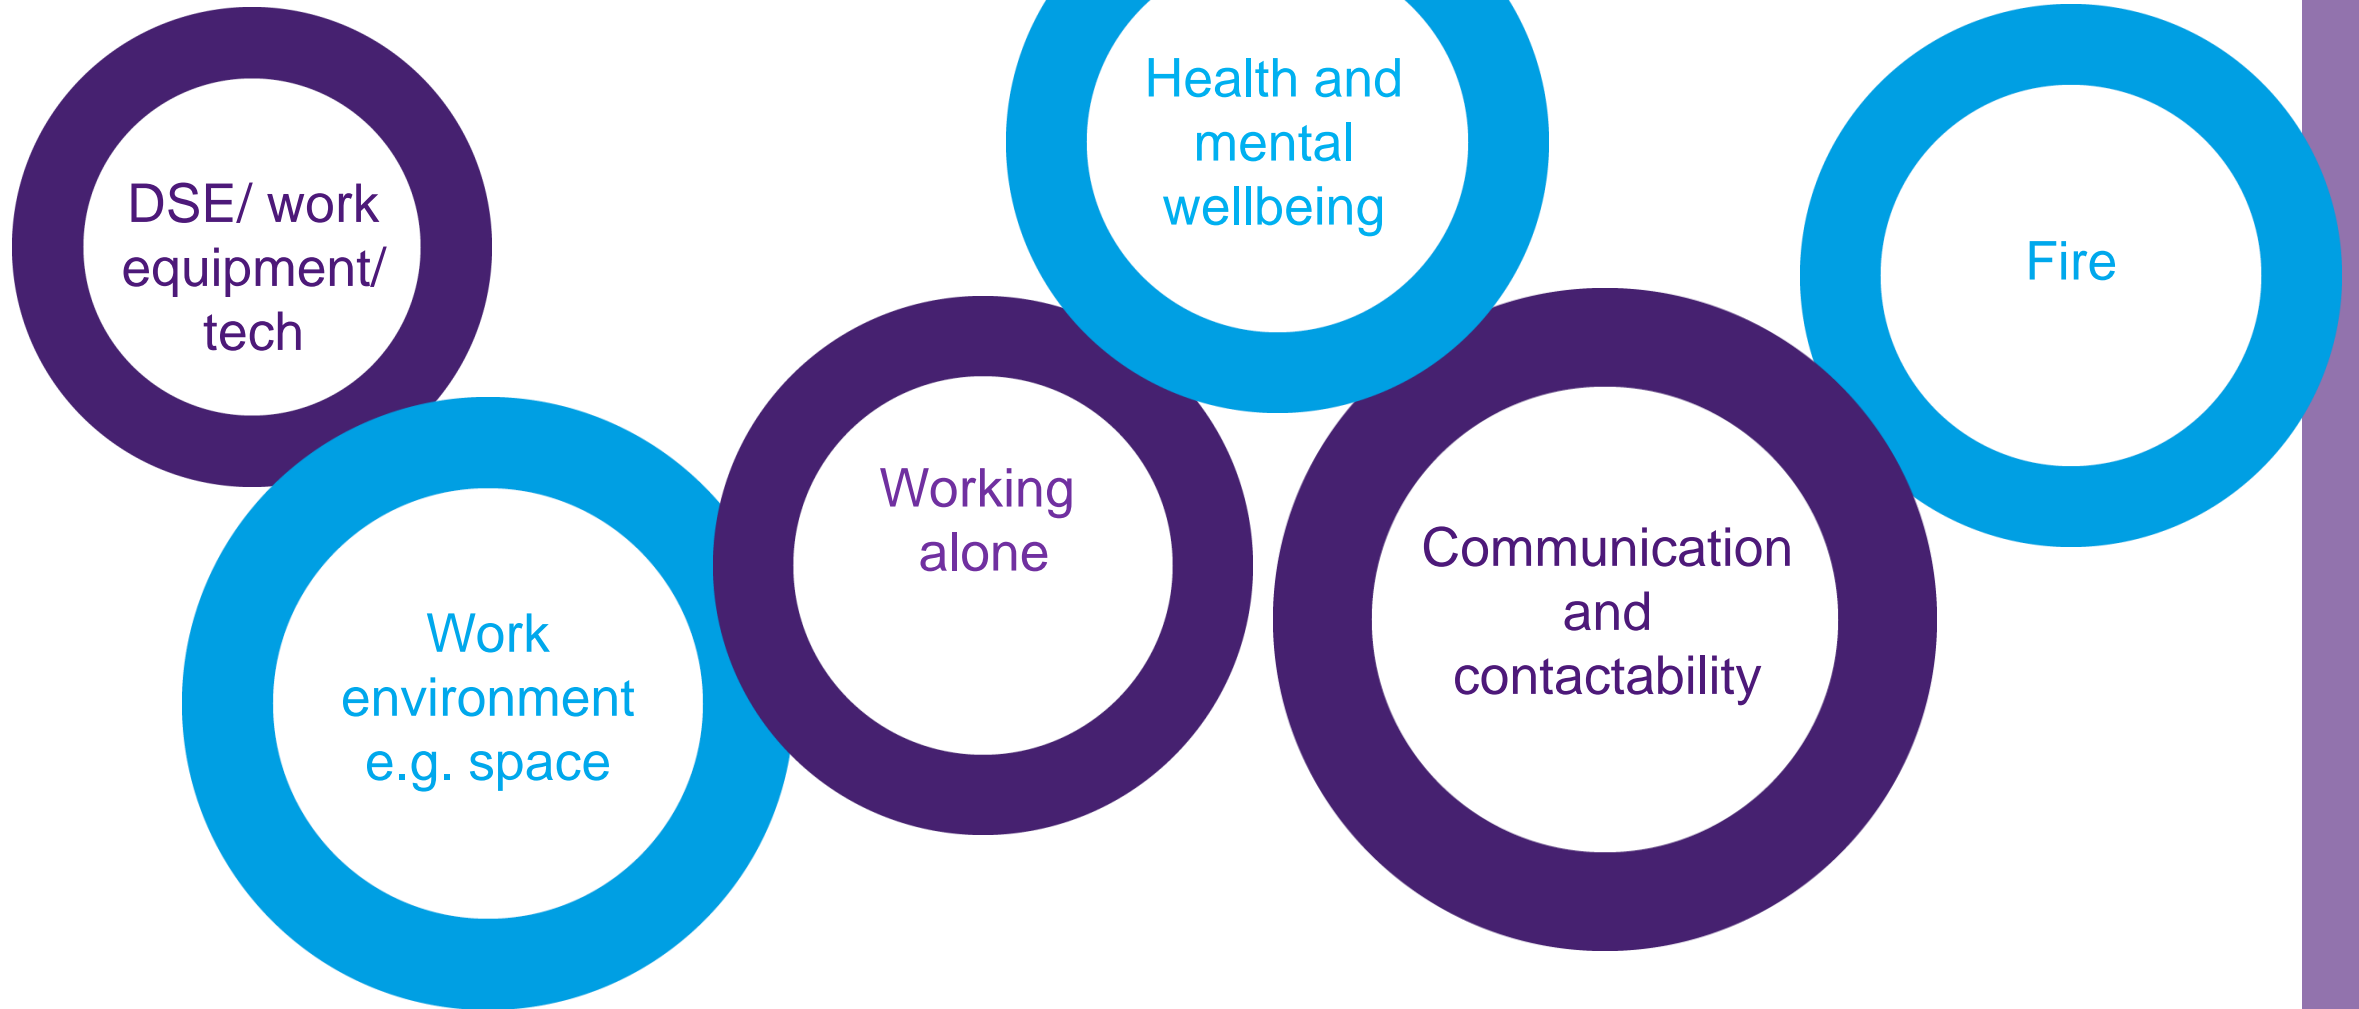 DSE/ work
equipment/
tech
Work
environment
e.g. space
Working
alone
Health and
mental
wellbeing
Communication
and
contactability
Fire